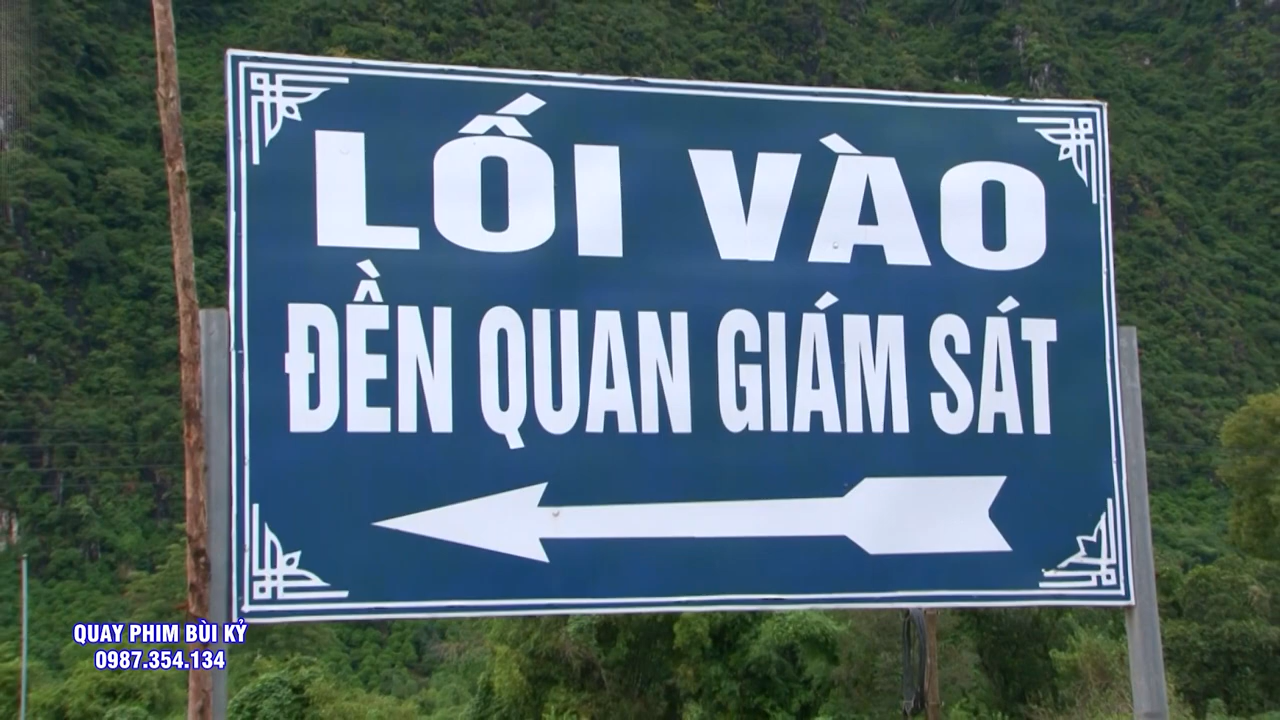 LỐI VÀO
ĐỀN QUAN GIÁM SÁT
QUAY PHIM BÙI KỶ
0987.354.134